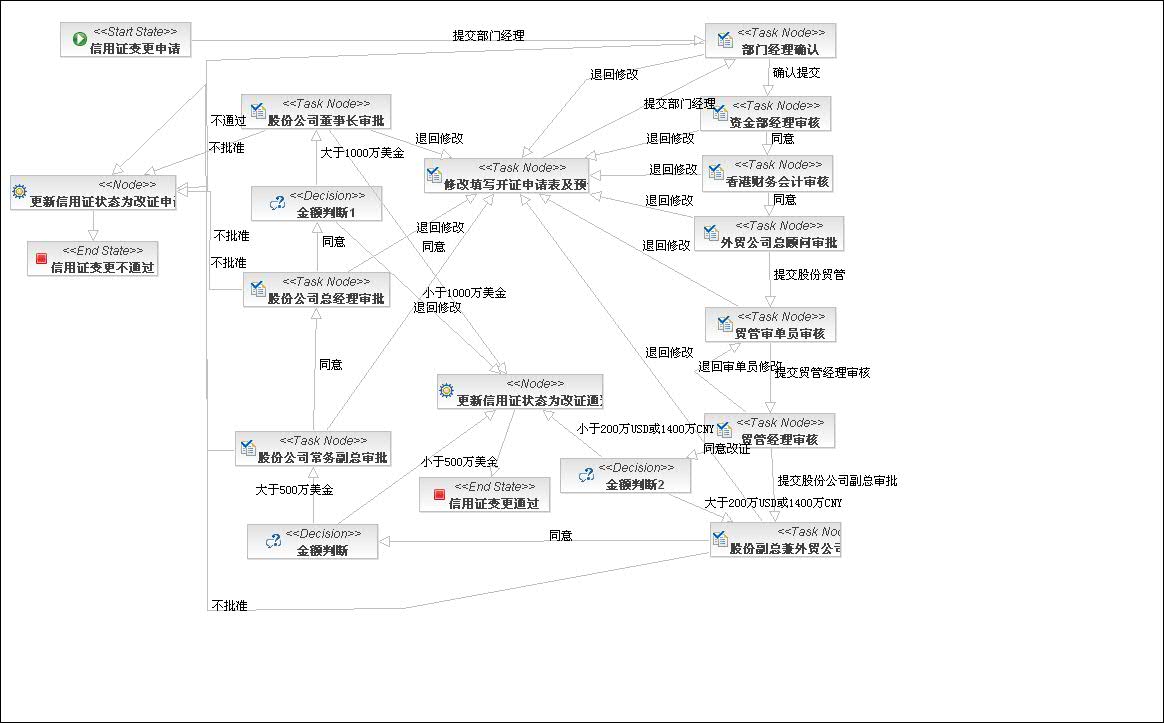 <<Start State>>
信用证变更申请
提交部门经理
<<Task Node>>
部门经理确认
退回修改
确认提交
<<Task Node>>
股份公司董事长审批
不通过
提交部门经理
<<Task Node>>
资金部经理审核
不批准
大于1000万美金
退回修改
退回修改
同意
<<Task Node>>
修改填写开证申请表及预
退回修改
<<Task Node>>
香港财务会计审核
<<Node>>
更新信用证状态为改证申请
<<Decision>>
金额判断1
退回修改
同意
<<End State>>
信用证变更不通过
不批准
同意
退回修改
同意
退回修改
<<Task Node>>
外贸公司总顾问审批
不批准
提交股份贸管
<<Task Node>>
股份公司总经理审批
小于1000万美金
退回修改
<<Task Node>>
贸管审单员审核
同意
退回修改
退回审单员修改
提交贸管经理审核
<<Node>>
更新信用证状态为改证通过
小于200万USD或1400万CNY
<<Task Node>>
贸管经理审核
<<Task Node>>
股份公司常务副总审批
小于500万美金
同意改证
<<Decision>>
金额判断2
提交股份公司副总审批
大于500万美金
<<End State>>
信用证变更通过
大于200万USD或1400万CNY
<<Decision>>
金额判断
同意
<<Task Noc
股份副总兼外贸公司
不批准